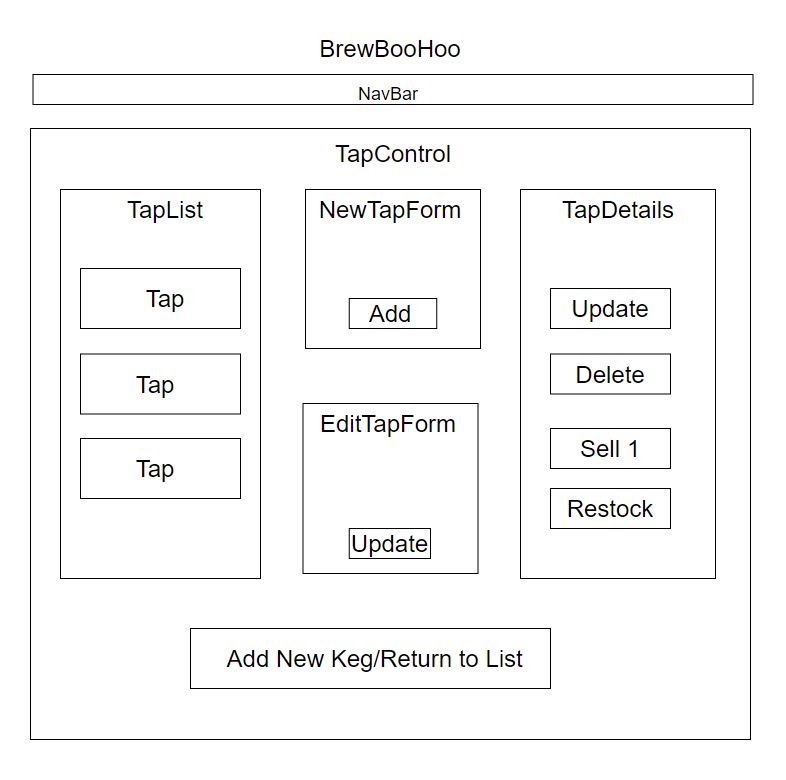 BrewBooHoo
NavBar
TapControl
TapList
Tap
Tap
Tap
NewTapForm
Add
EditTapForm
Update
TapDetails
Update
Delete
Sell 1
Restock
Add New Keg/Return to List